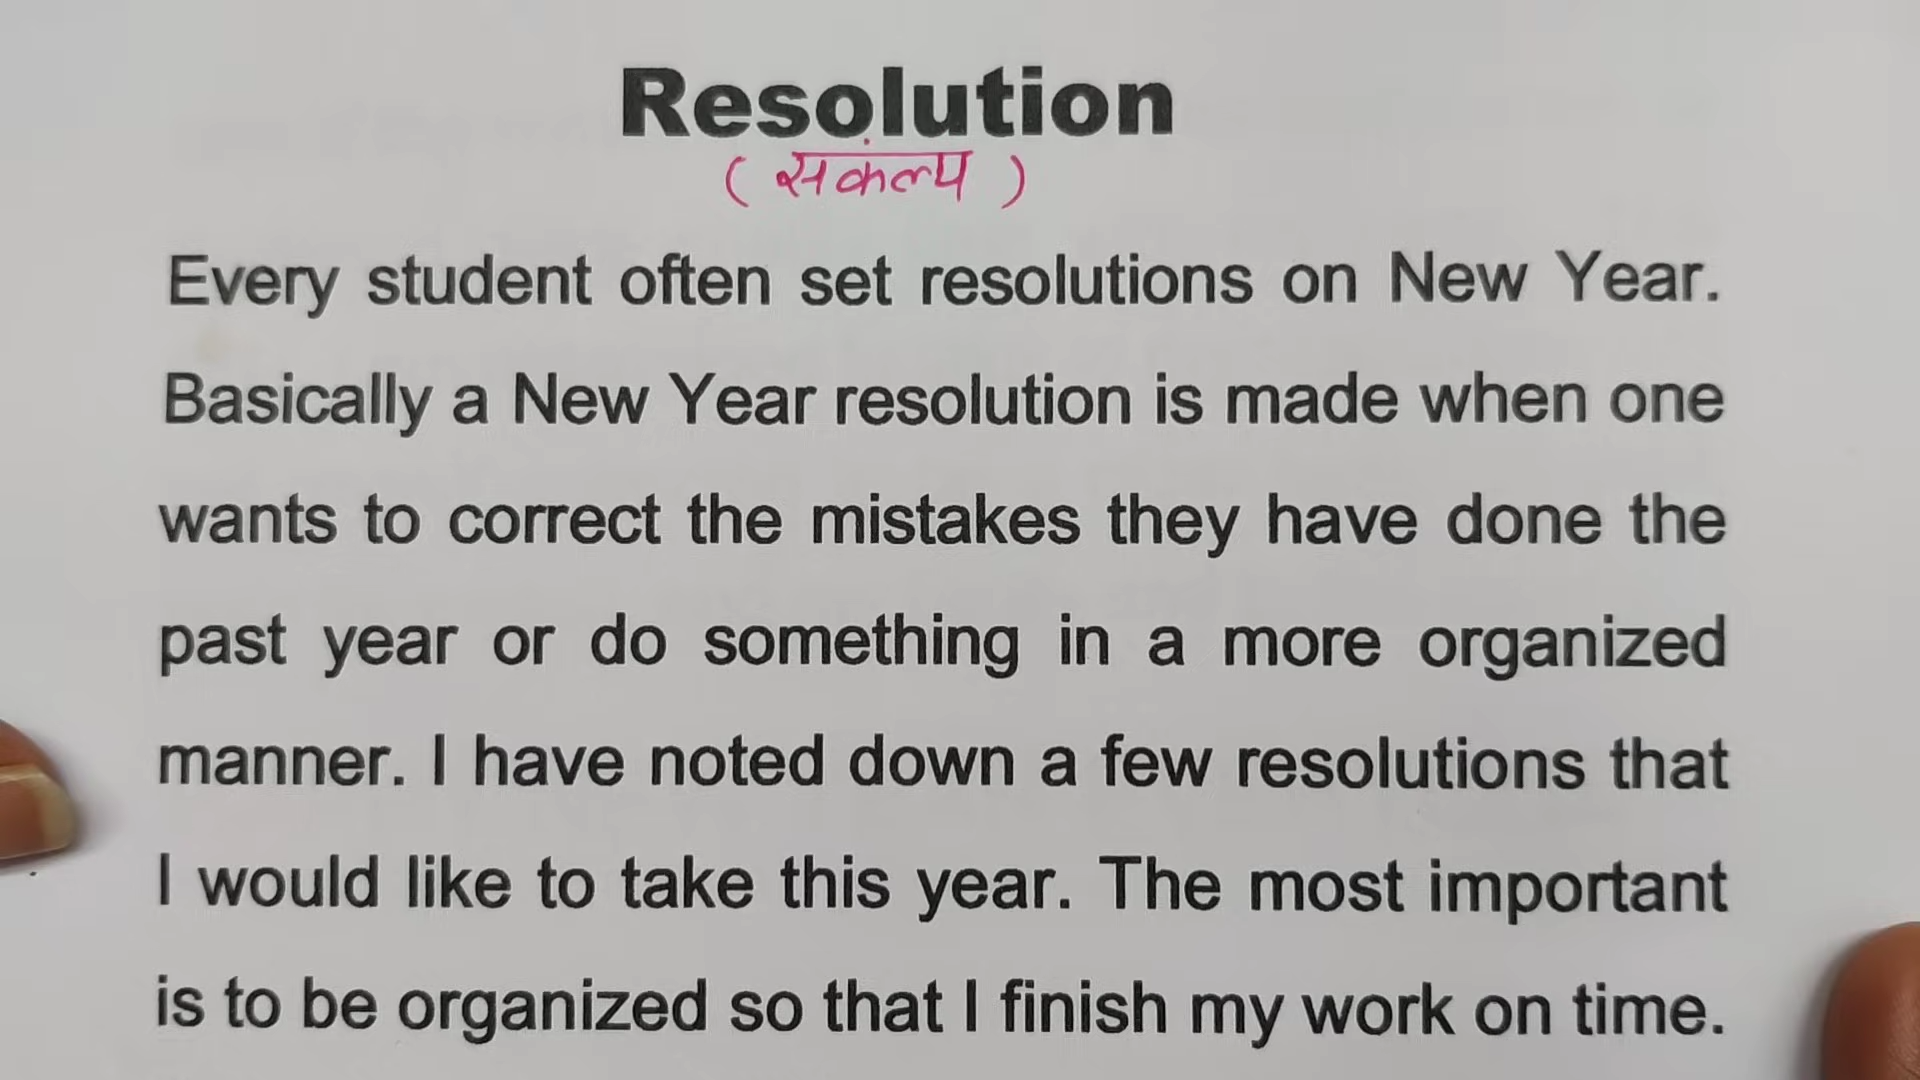 Resolution
( सकंल्प )
Every student often set resolutions on New Year.
Basically a New Year resolution is made when one
wants to correct the mistakes they have done the
past year or do something in a more organized
manner. I have noted down a few resolutions that
I would like to take this year. The most important
is to be organized so that I finish my work on time.